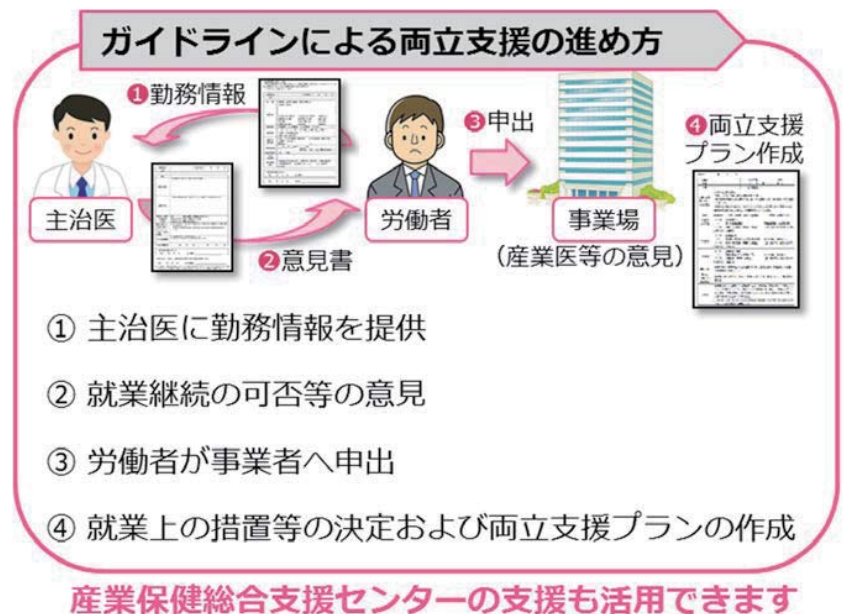 ガイドラインによる両立支援の進め方
❶勤務情報
❸申出
❹両立支援
プラン作成
主治医
労働者
事業場
❷意見書
(産業医等の意見)
① 主治医に勤務情報を提供
② 就業継続の可否等の意見
③ 労働者が事業者へ申出
④ 就業上の措置等の決定および両立支援プランの作成
産業保健総合支援センターの支援も活用できます